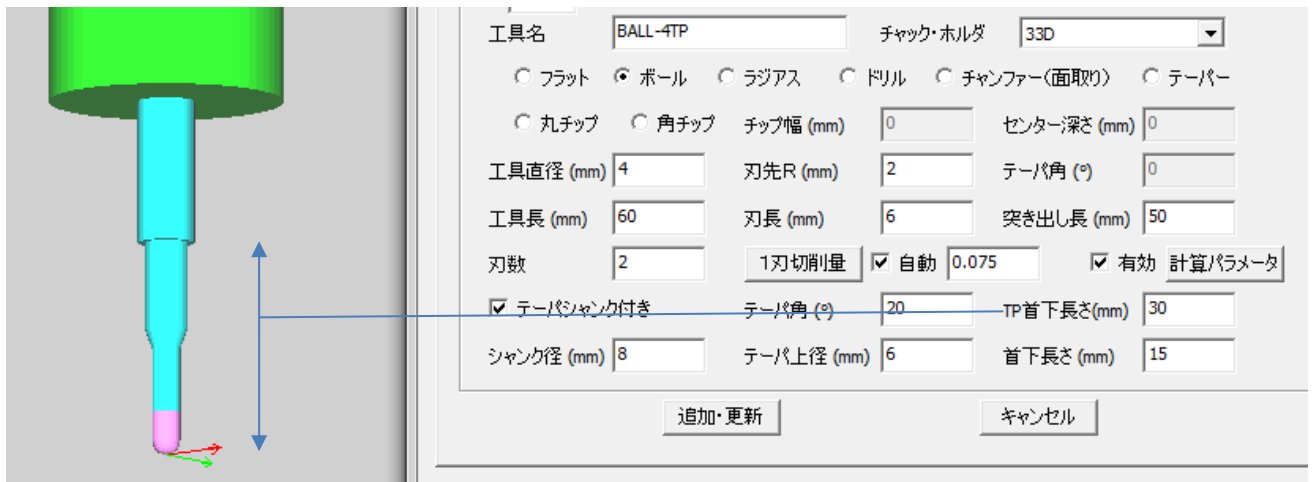 工具名 BALL-4TP チャック・ホルダ 33D
フラット ボール ラジアス ドリル チャンファー(面取り) テーパー
丸チップ 角チップ チップ幅 (mm) 0 センター深さ (mm) 0
工具直径 (mm) 4 刃先R (mm) 2 テーパ角 (°) 0
工具長 (mm) 60 刃長 (mm) 6 突き出し長 (mm) 50
刃数 2 1刃切削量 自動 0.075 有効 計算パラメータ
テーパシャンク付き テーパ角 (°) 20 TP首下長さ(mm) 30
シャンク径 (mm) 8 テーパ上径 (mm) 6 首下長さ (mm) 15
追加・更新 キャンセル